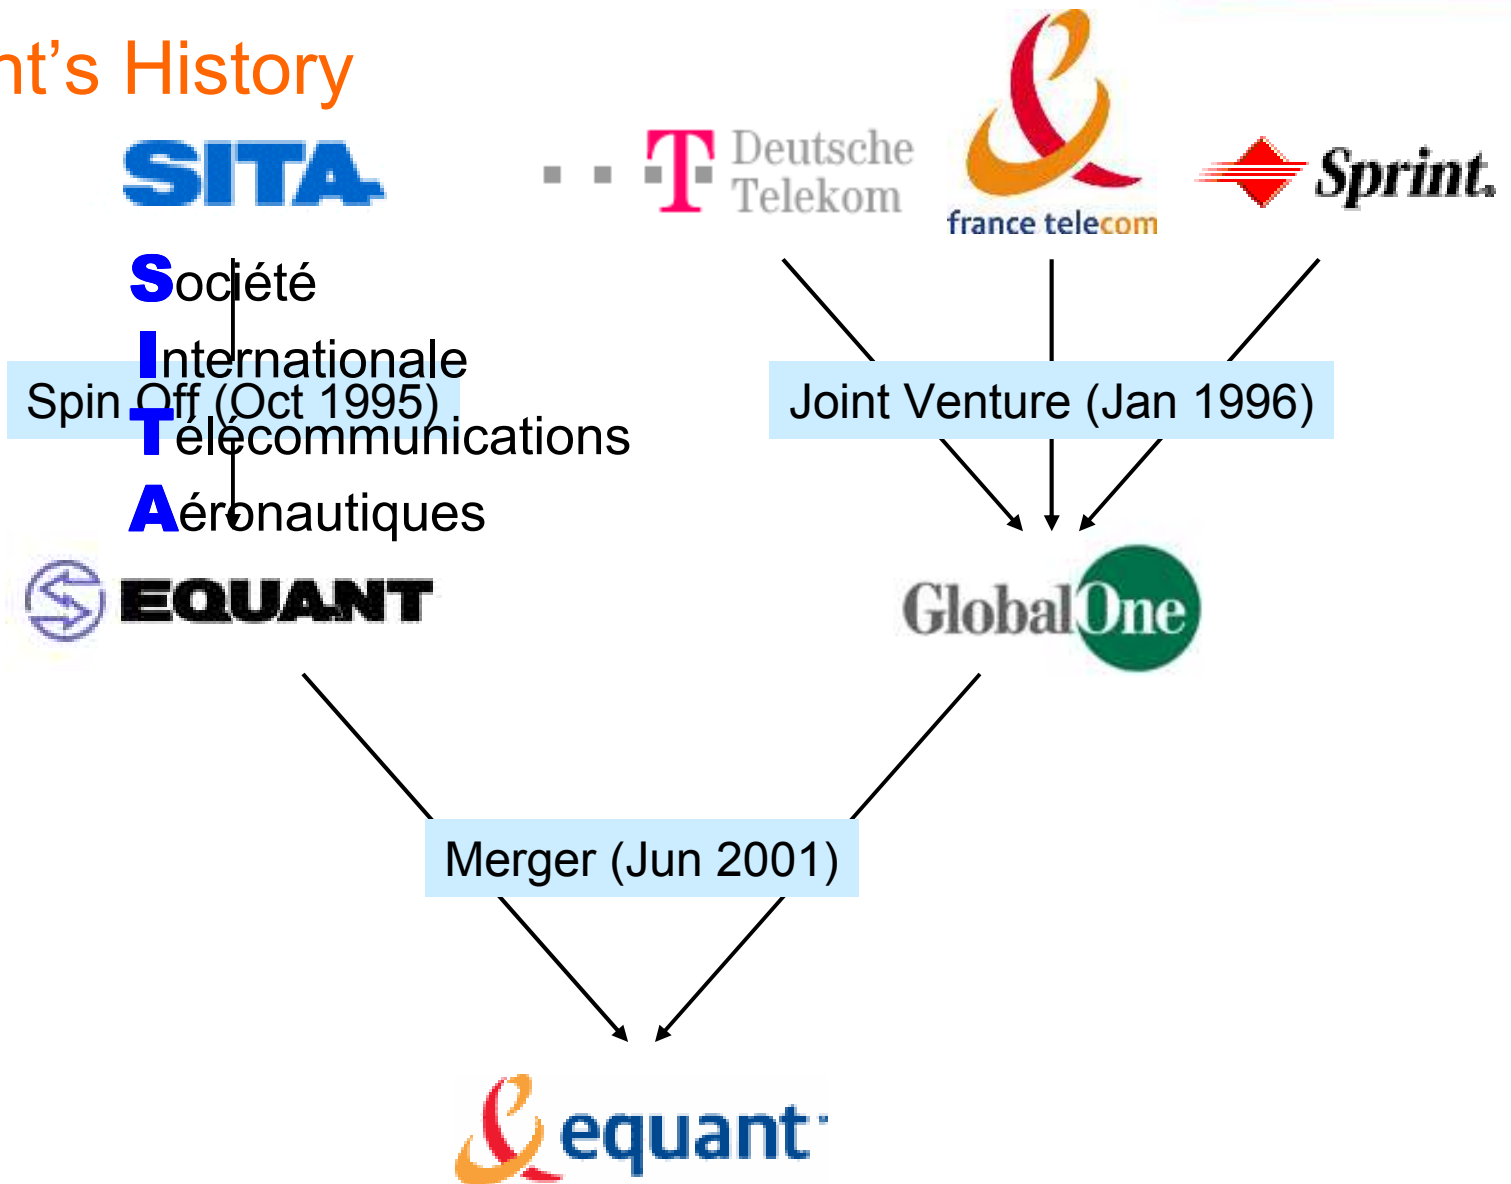 nt’s History
SITA
Deutsche
Telekom
france telecom
Sprint.
Société
Internationale
Télécommunications
Aéronautiques
Spin Off (Oct 1995)
Joint Venture (Jan 1996)
EQUANT
GlobalOne
Merger (Jun 2001)
equant